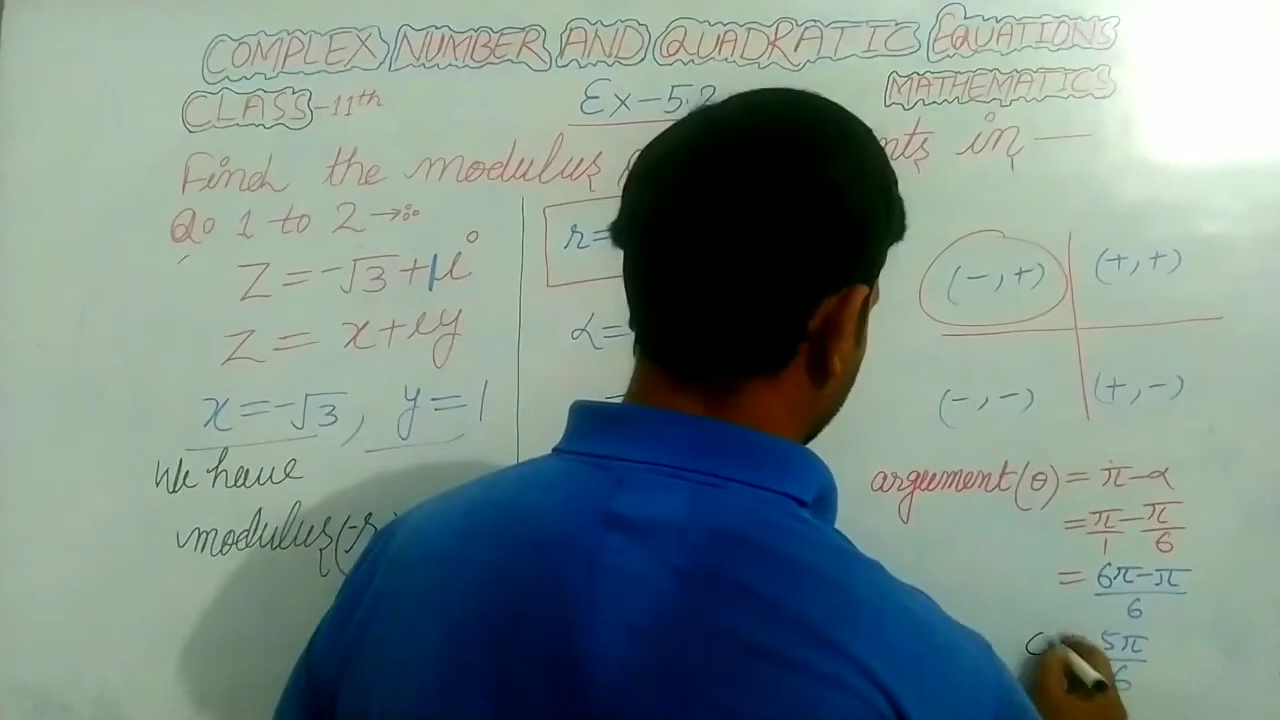 COMPLEX NUMBER AND QUADRATIC EQUATIONS
CLASS-11th
Ex-5.2
MATHEMATICS
Find the modulus
nts in —
Q. 1 to 2 →
Z = -√3 + i
Z = x + iy
x = -√3, y = 1
We have
modulus(r
r =
α =
(-,+)
(+,+)
(-,-)
(+,-)
argument(θ) = π-α
= π/1 - π/6
= 6π-π/6
5π/6